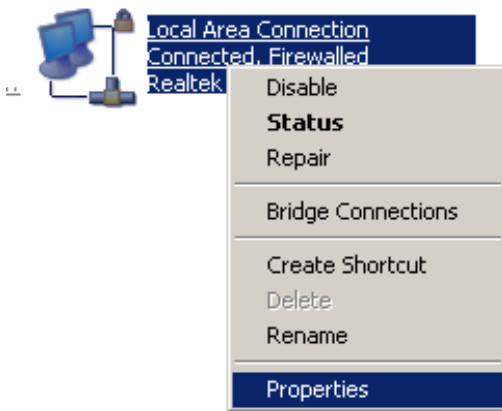 Local Area Connection
Connected, Firewalled
Realtek
Disable
Status
Repair
Bridge Connections
Create Shortcut
Delete
Rename
Properties